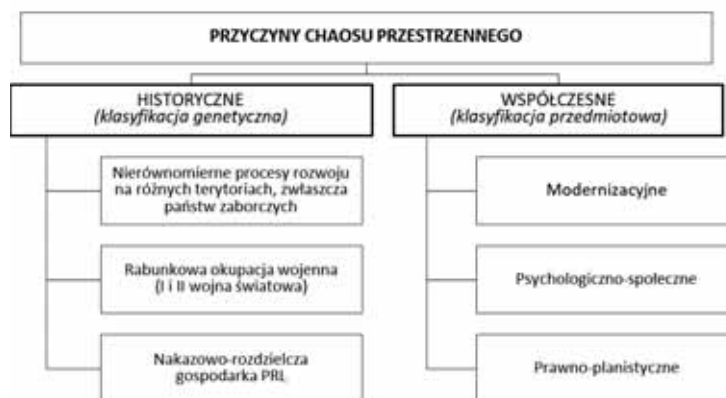 PRZYCZYNY CHAOSU PRZESTRZENNEGO
HISTORYCZNE
(klasyfikacja genetyczna)
Nierównomierne procesy rozwoju
na różnych terytoriach, zwłaszcza
państw zaborczych
Rabunkowa okupacja wojenna
(I i II wojna światowa)
Nakazowo-rozdzielcza
gospodarka PRL
WSPÓŁCZESNE
(klasyfikacja przedmiotowa)
Modernizacyjne
Psychologiczno-społeczne
Prawno-planistyczne